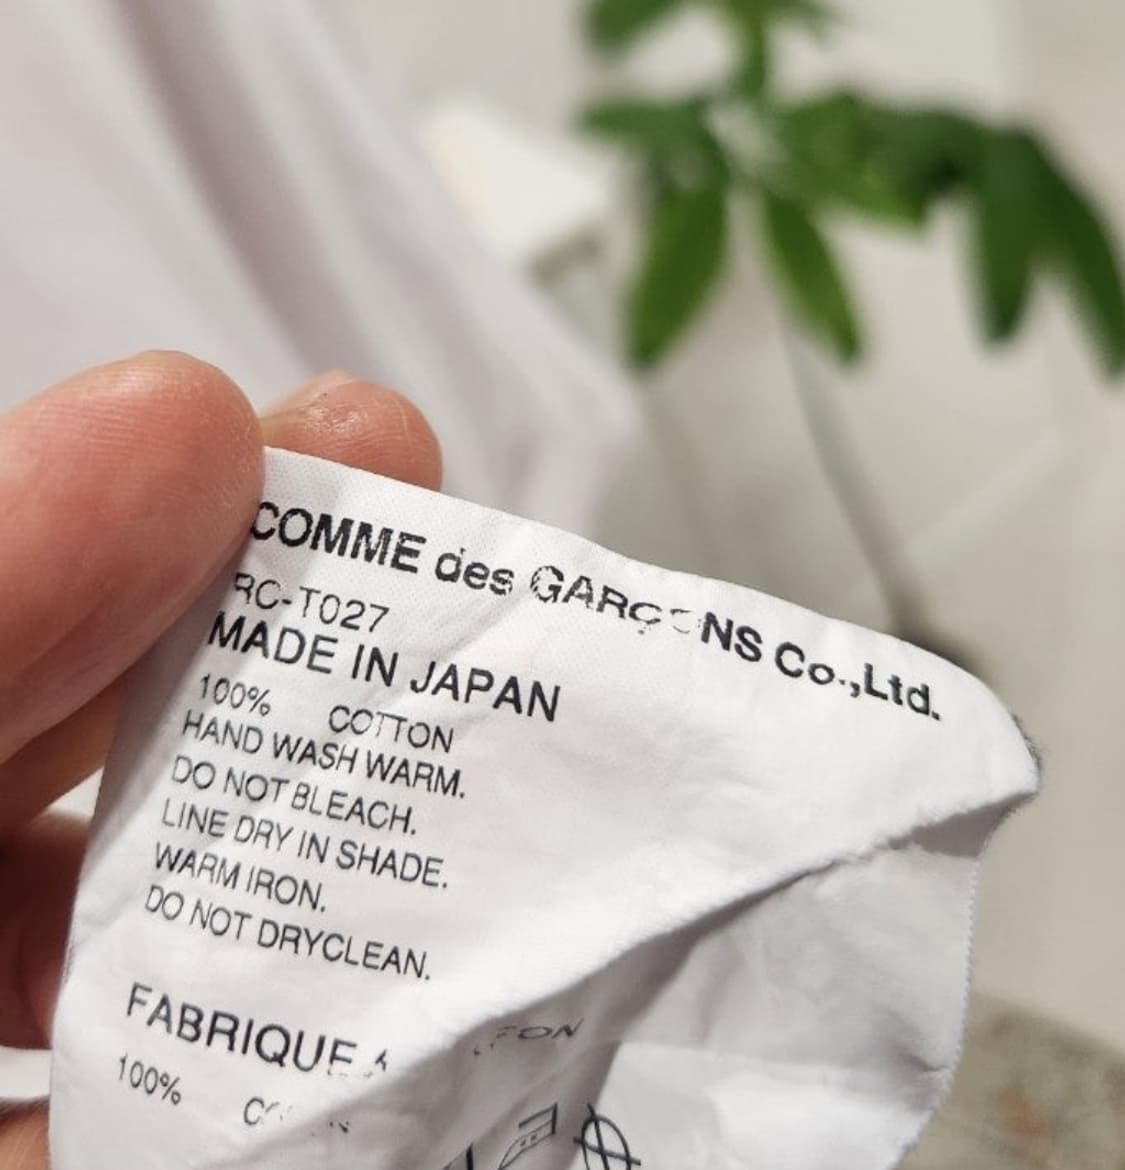 COMME des GARÇONS Co.,Ltd.
RC-T027
MADE IN JAPAN
100% COTTON
HAND WASH WARM.
DO NOT BLEACH.
LINE DRY IN SHADE.
WARM IRON.
DO NOT DRYCLEAN.
FABRIQUE
100%